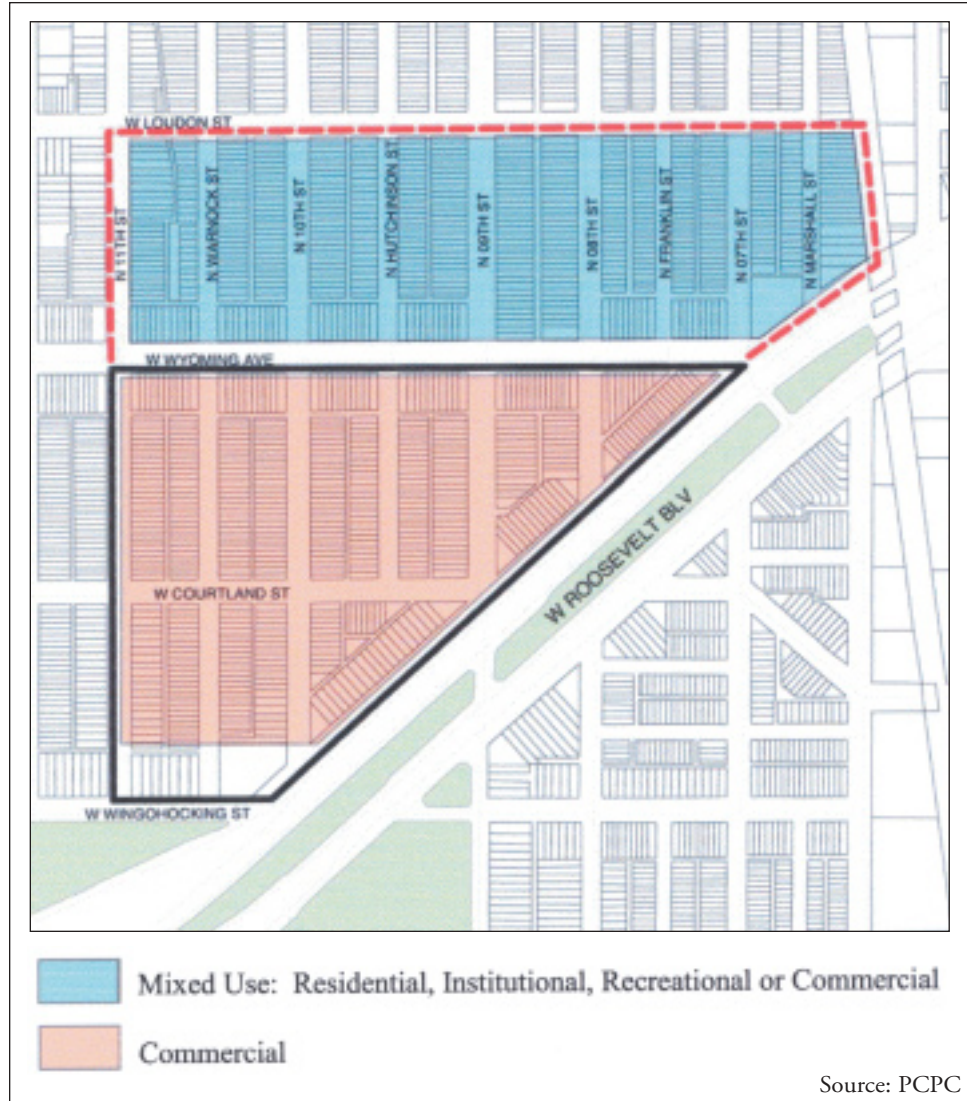 W LOUDON ST
N 11TH ST
N WARNOCK ST
N 10TH ST
N HUTCHINSON ST
N 09TH ST
N 08TH ST
N FRANKLIN ST
N 07TH ST
N MARSHALL ST
W WYOMING AVE
W COURTLAND ST
W ROOSEVELT BLV
W WINGOHOCKING ST
Mixed Use: Residential, Institutional, Recreational or Commercial
Commercial
Source: PCPC